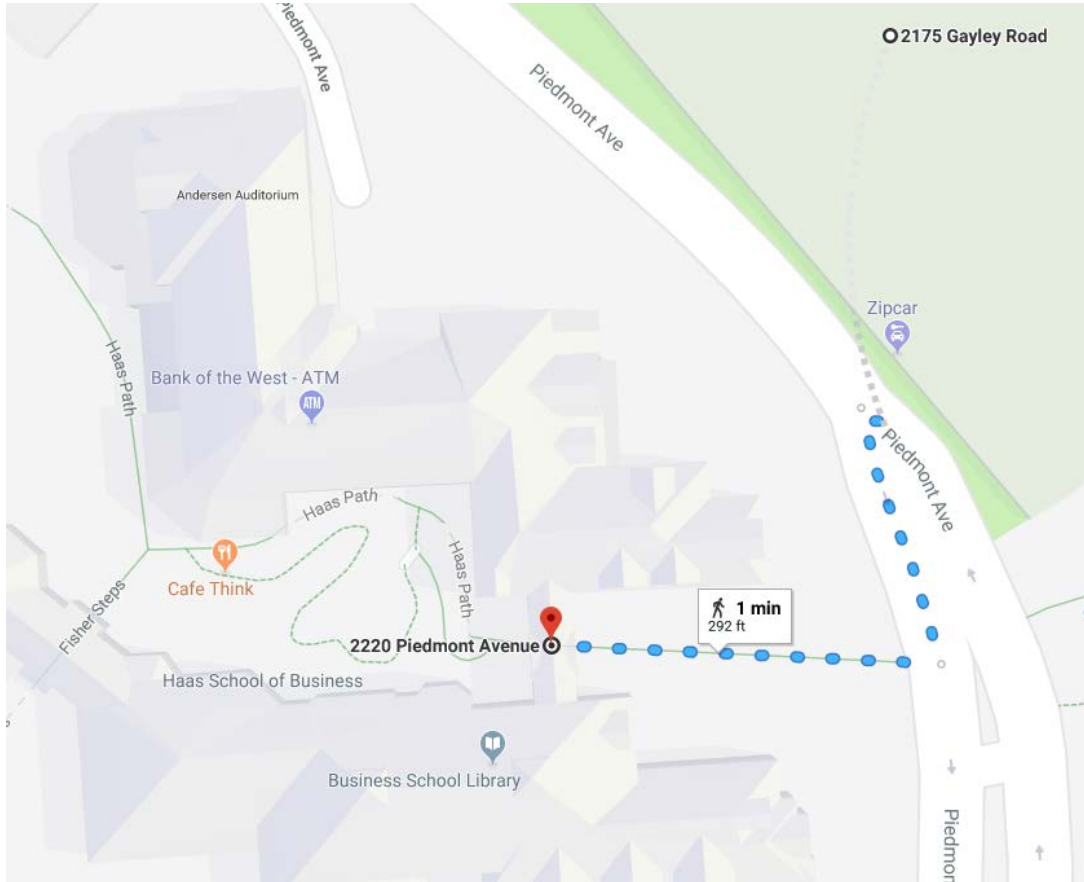 Piedmont Ave
2175 Gayley Road
Piedmont Ave
Andersen Auditorium
Zipcar
Haas Path
Bank of the West - ATM
ATM
Piedmont Ave
Haas Path
Haas Path
Cafe Think
Fisher Steps
1 min
292 ft
2220 Piedmont Avenue
Haas School of Business
Business School Library
Piedmon